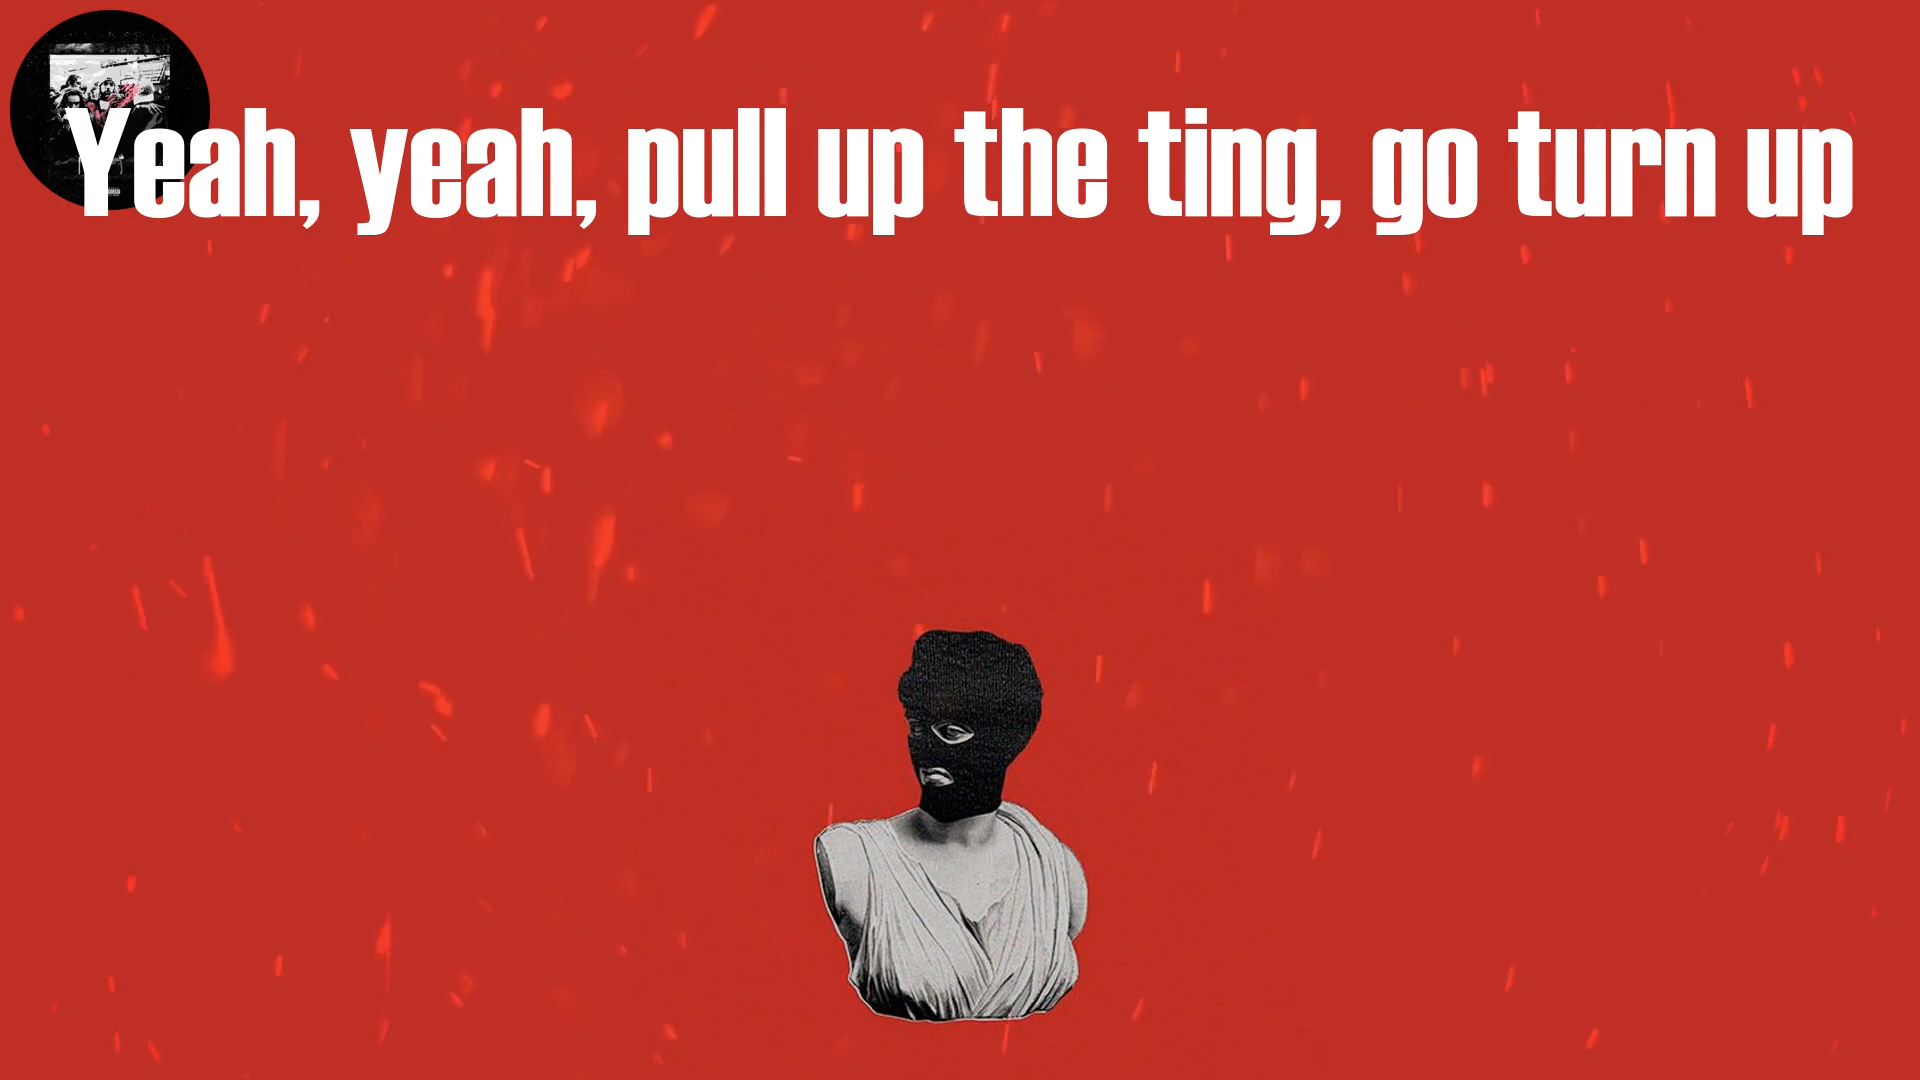 Yeah, yeah, pull up the ting, go turn up